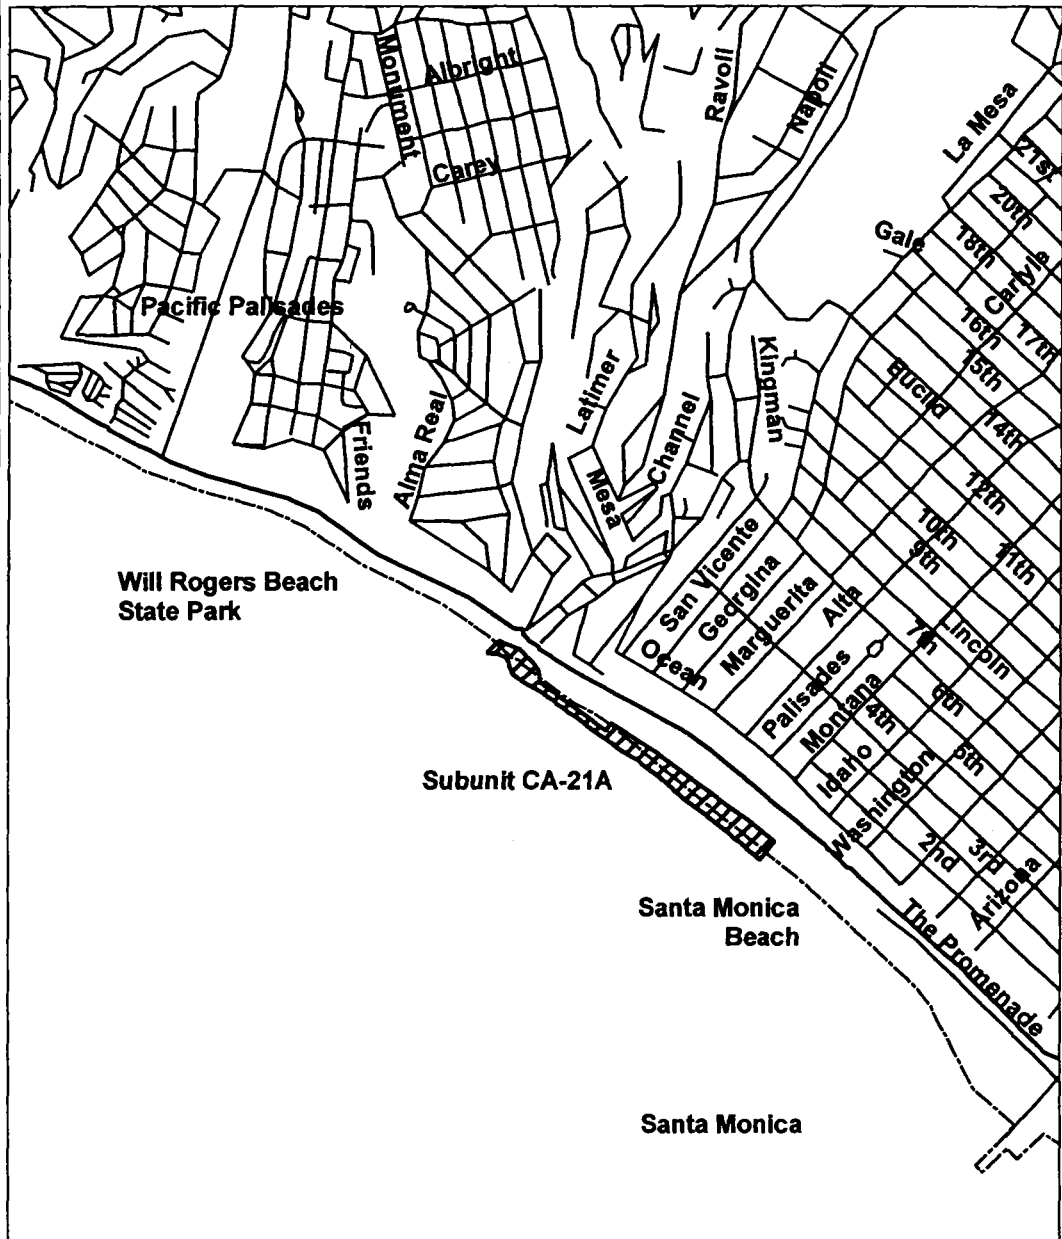 Monument
Albright
Ravoli
Napoli
Carey
La Mesa
21st
20th
Gale
18th
Carlyle
Pacific Palisades
16th
17th
Kingman
15th
Euclid
Latimer
Alma Real
Friends
Channel
14th
Mesa
12th
10th
11th
9th
San Vicente
Georgina
Marguerita
Alta
Will Rogers Beach
State Park
Ocean
7th
Lincoln
Palisades
Montana
6th
4th
5th
Idaho
Washington
Subunit CA-21A
2nd
3rd
Arizona
Santa Monica
Beach
The Promenade
Santa Monica